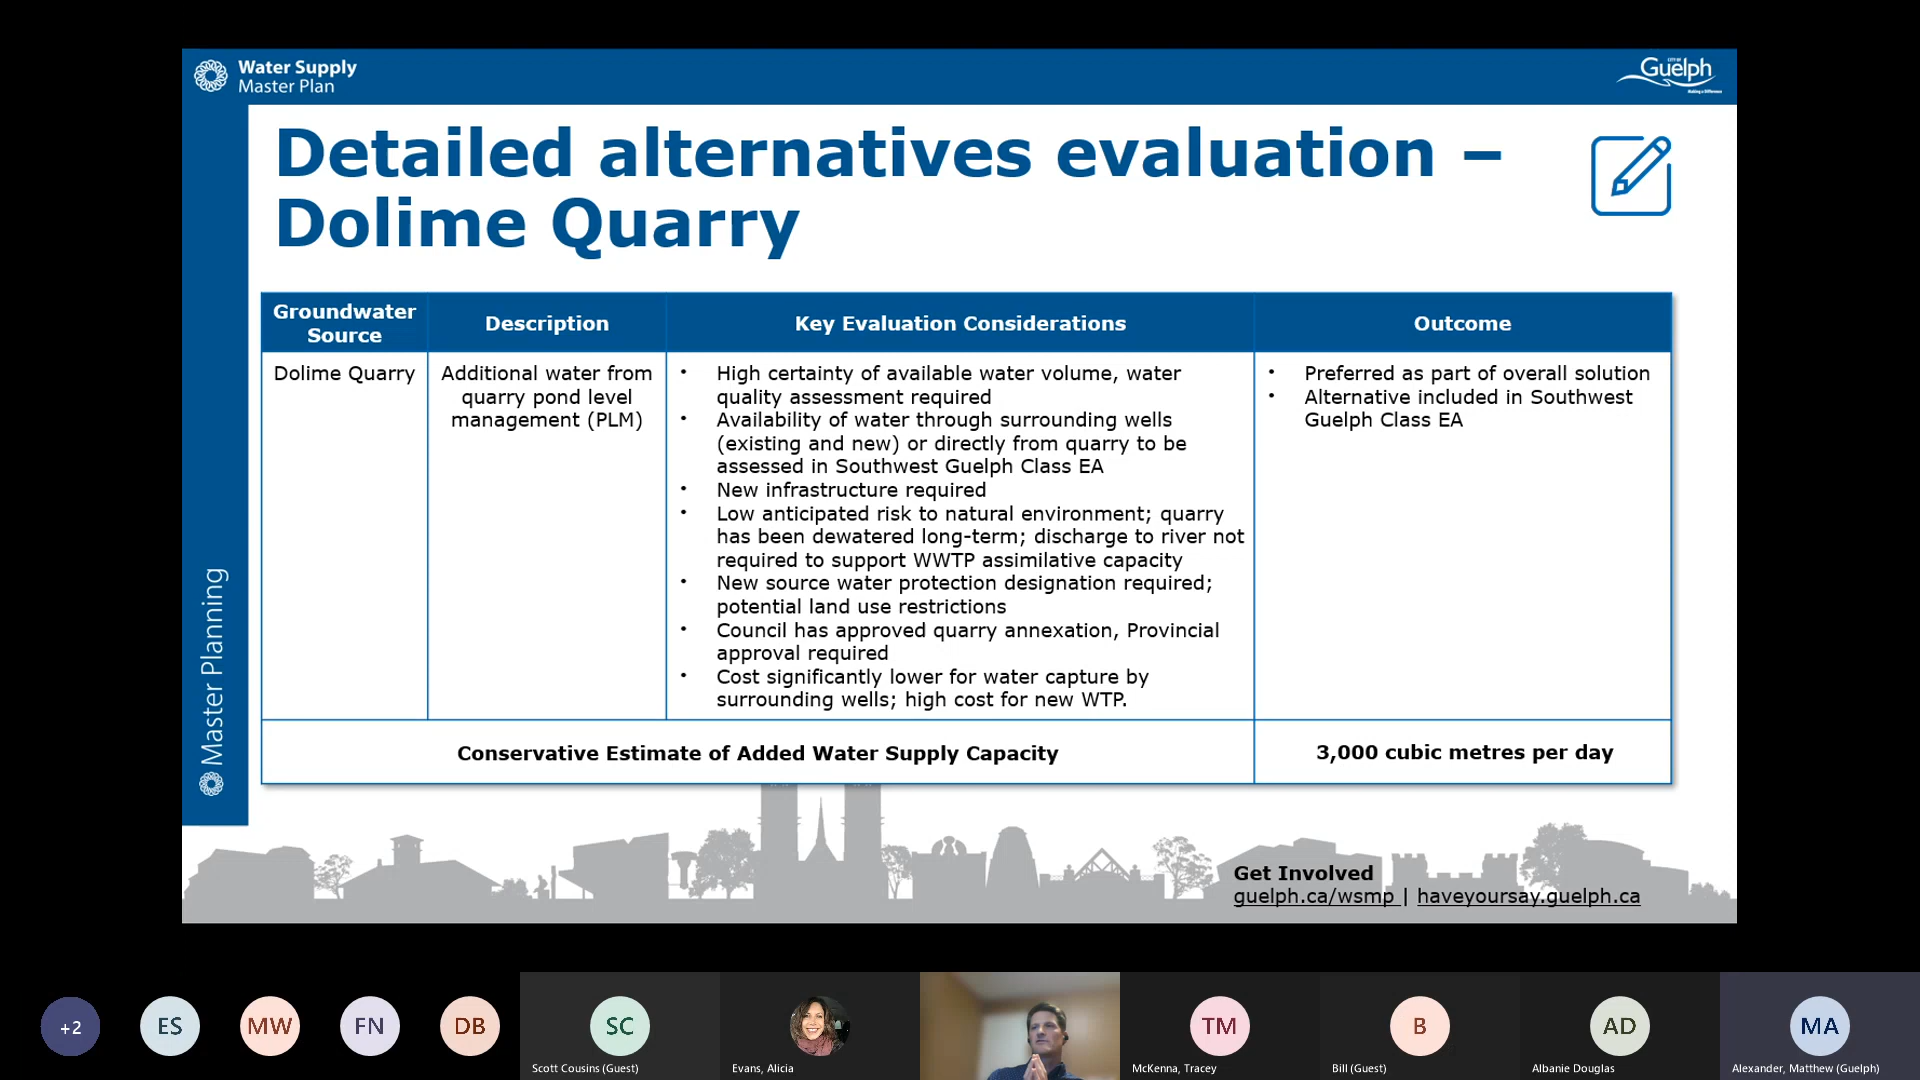 Water Supply
Master Plan
CITY OF
Guelph
Making a Difference
Detailed alternatives evaluation –
Dolime Quarry
Groundwater
Source
Description
Key Evaluation Considerations
Outcome
Dolime Quarry
Additional water from
quarry pond level
management (PLM)
• High certainty of available water volume, water
quality assessment required
• Availability of water through surrounding wells
(existing and new) or directly from quarry to be
assessed in Southwest Guelph Class EA
• New infrastructure required
• Low anticipated risk to natural environment; quarry
has been dewatered long-term; discharge to river not
required to support WWTP assimilative capacity
• New source water protection designation required;
potential land use restrictions
• Council has approved quarry annexation, Provincial
approval required
• Cost significantly lower for water capture by
surrounding wells; high cost for new WTP.
• Preferred as part of overall solution
• Alternative included in Southwest
Guelph Class EA
Conservative Estimate of Added Water Supply Capacity
3,000 cubic metres per day
Master Planning
Get Involved
guelph.ca/wsmp | haveyoursay.guelph.ca
+2
ES
MW
FN
DB
SC
TM
B
AD
MA
Scott Cousins (Guest)
Evans, Alicia
McKenna, Tracey
Bill (Guest)
Albanie Douglas
Alexander, Matthew (Guelph)